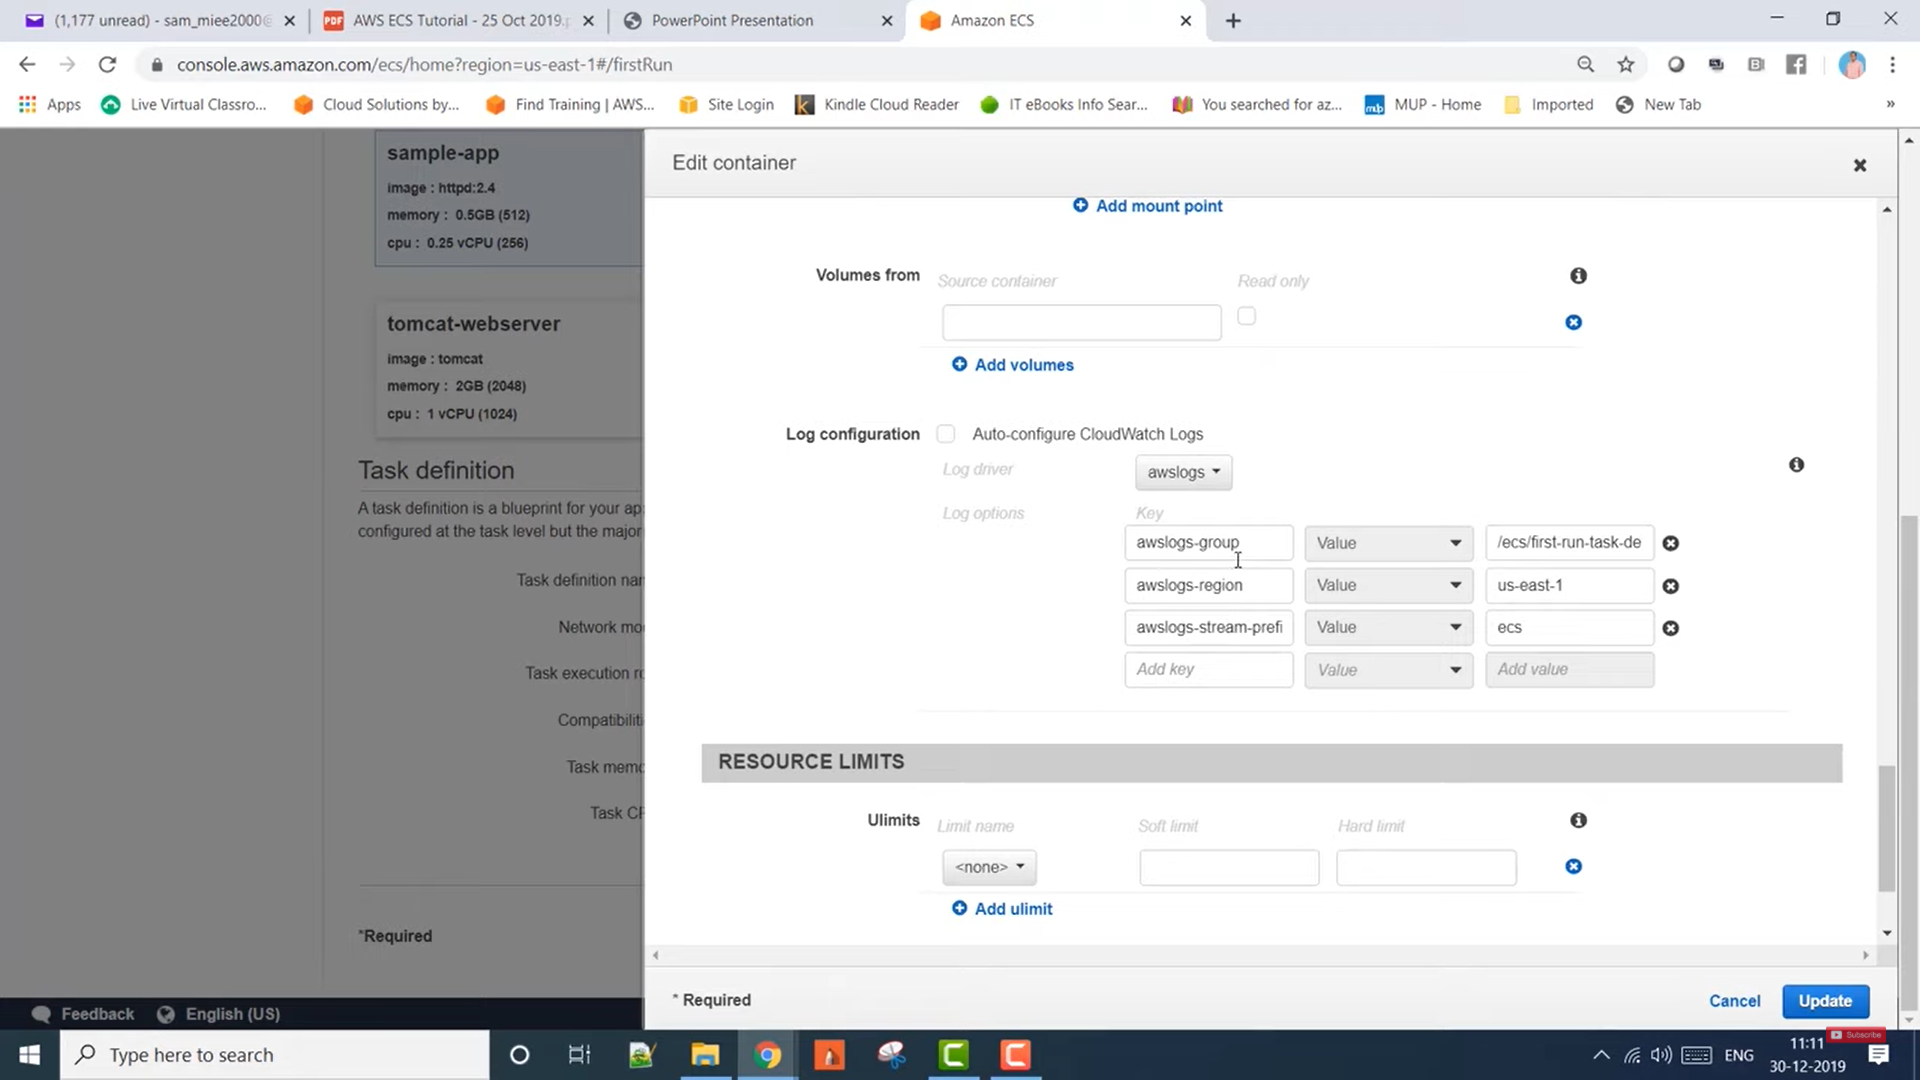 (1,177 unread) - sam_miee2000@
AWS ECS Tutorial - 25 Oct 2019.p
PowerPoint Presentation
Amazon ECS
console.aws.amazon.com/ecs/home?region=us-east-1#/firstRun
Apps
Live Virtual Classro...
Cloud Solutions by...
Find Training | AWS...
Site Login
Kindle Cloud Reader
IT eBooks Info Sear...
You searched for az...
MUP - Home
Imported
New Tab
»
sample-app
image : httpd:2.4
memory : 0.5GB (512)
cpu : 0.25 vCPU (256)
tomcat-webserver
image : tomcat
memory : 2GB (2048)
cpu : 1 vCPU (1024)
Task definition
A task definition is a blueprint for your ap
configured at the task level but the major
Task definition nar
Network mo
Task execution ro
Compatibiliti
Task memo
Task CP
*Required
Edit container
Add mount point
Volumes from
Source container
Read only
Add volumes
Log configuration
Auto-configure CloudWatch Logs
Log driver
awslogs
Log options
Key
awslogs-group
Value
/ecs/first-run-task-de
awslogs-region
Value
us-east-1
awslogs-stream-prefi
Value
ecs
Add key
Value
Add value
RESOURCE LIMITS
Ulimits
Limit name
Soft limit
Hard limit
<none>
Add ulimit
* Required
Cancel
Update
Feedback
English (US)
Subscribe
Type here to search
ENG
11:11
30-12-2019